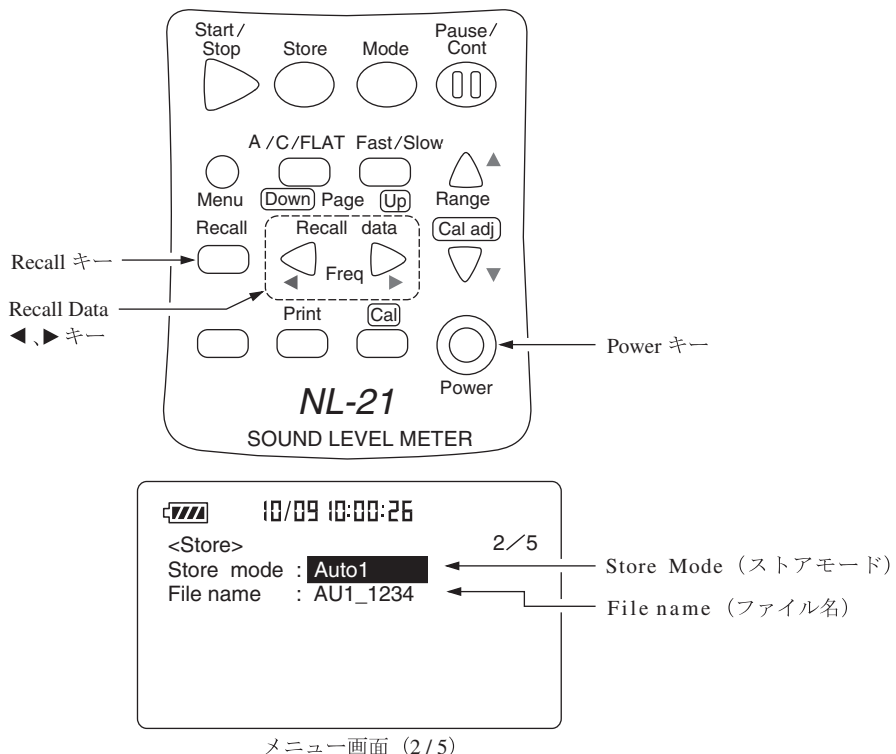 Start/
Stop
Store
Mode
Pause/
Cont
A /C/FLAT
Fast/Slow
Menu
Down Page Up
Range
Recall
Recall data
Cal adj
Freq
Print
Cal
Power
NL-21
SOUND LEVEL METER
Recall キー
Recall Data
◀、▶キー
Power キー
10/09 10:00:26
<Store> 2/5
Store mode : Auto1
File name : AU1_1234
Store Mode(ストアモード)
File name(ファイル名)
メニュー画面(2/5)